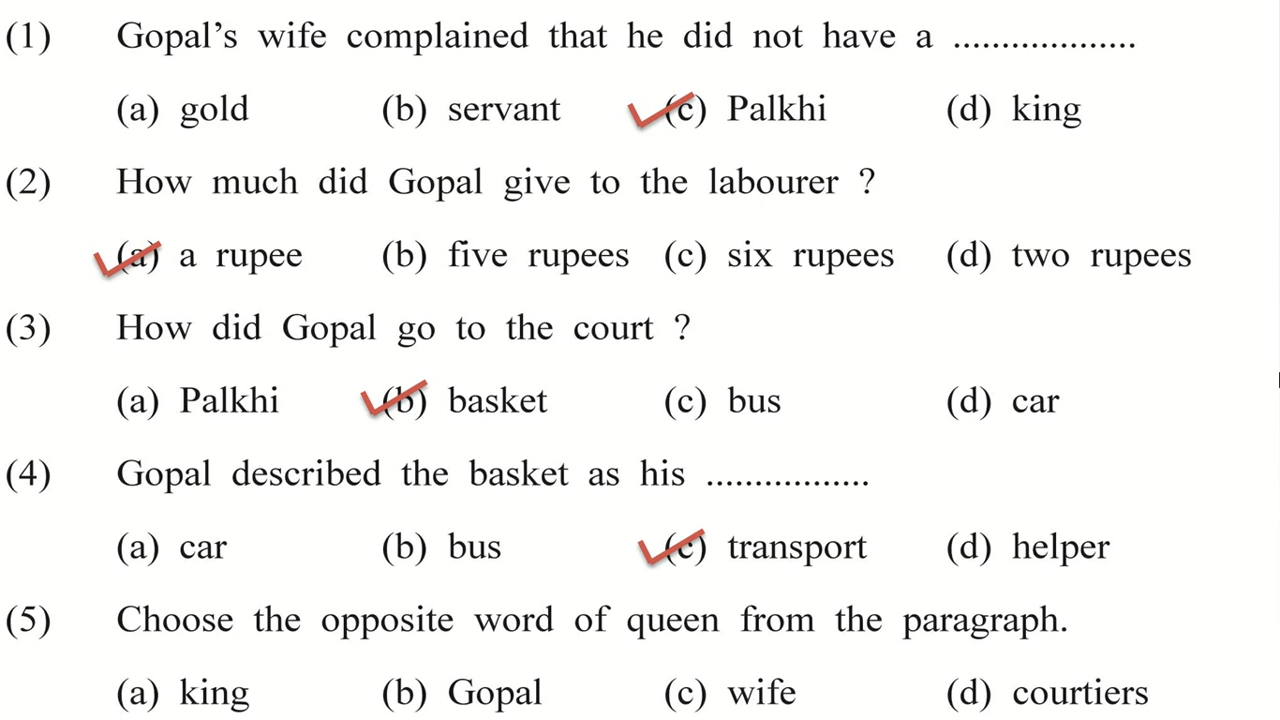 (1) Gopal’s wife complained that he did not have a ...................
(a) gold (b) servant (c) Palkhi (d) king
(2) How much did Gopal give to the labourer ?
(a) a rupee (b) five rupees (c) six rupees (d) two rupees
(3) How did Gopal go to the court ?
(a) Palkhi (b) basket (c) bus (d) car
(4) Gopal described the basket as his .................
(a) car (b) bus (c) transport (d) helper
(5) Choose the opposite word of queen from the paragraph.
(a) king (b) Gopal (c) wife (d) courtiers